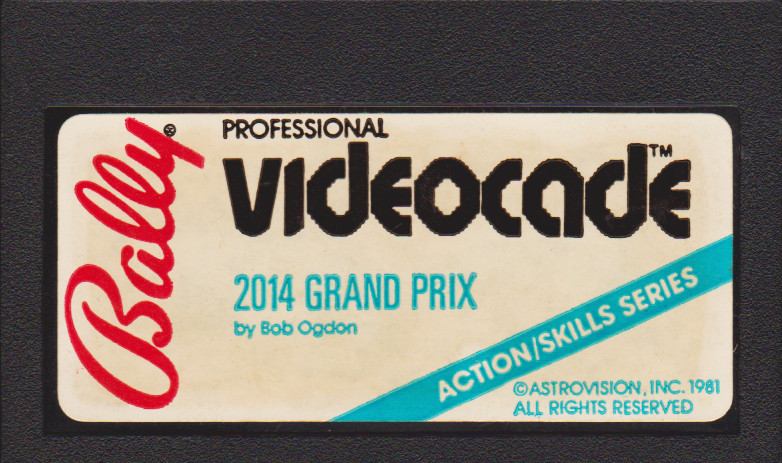 Bally
PROFESSIONAL
VIDEOCADE™
2014 GRAND PRIX
by Bob Ogdon
ACTION/SKILLS SERIES
©ASTROVISION, INC. 1981
ALL RIGHTS RESERVED